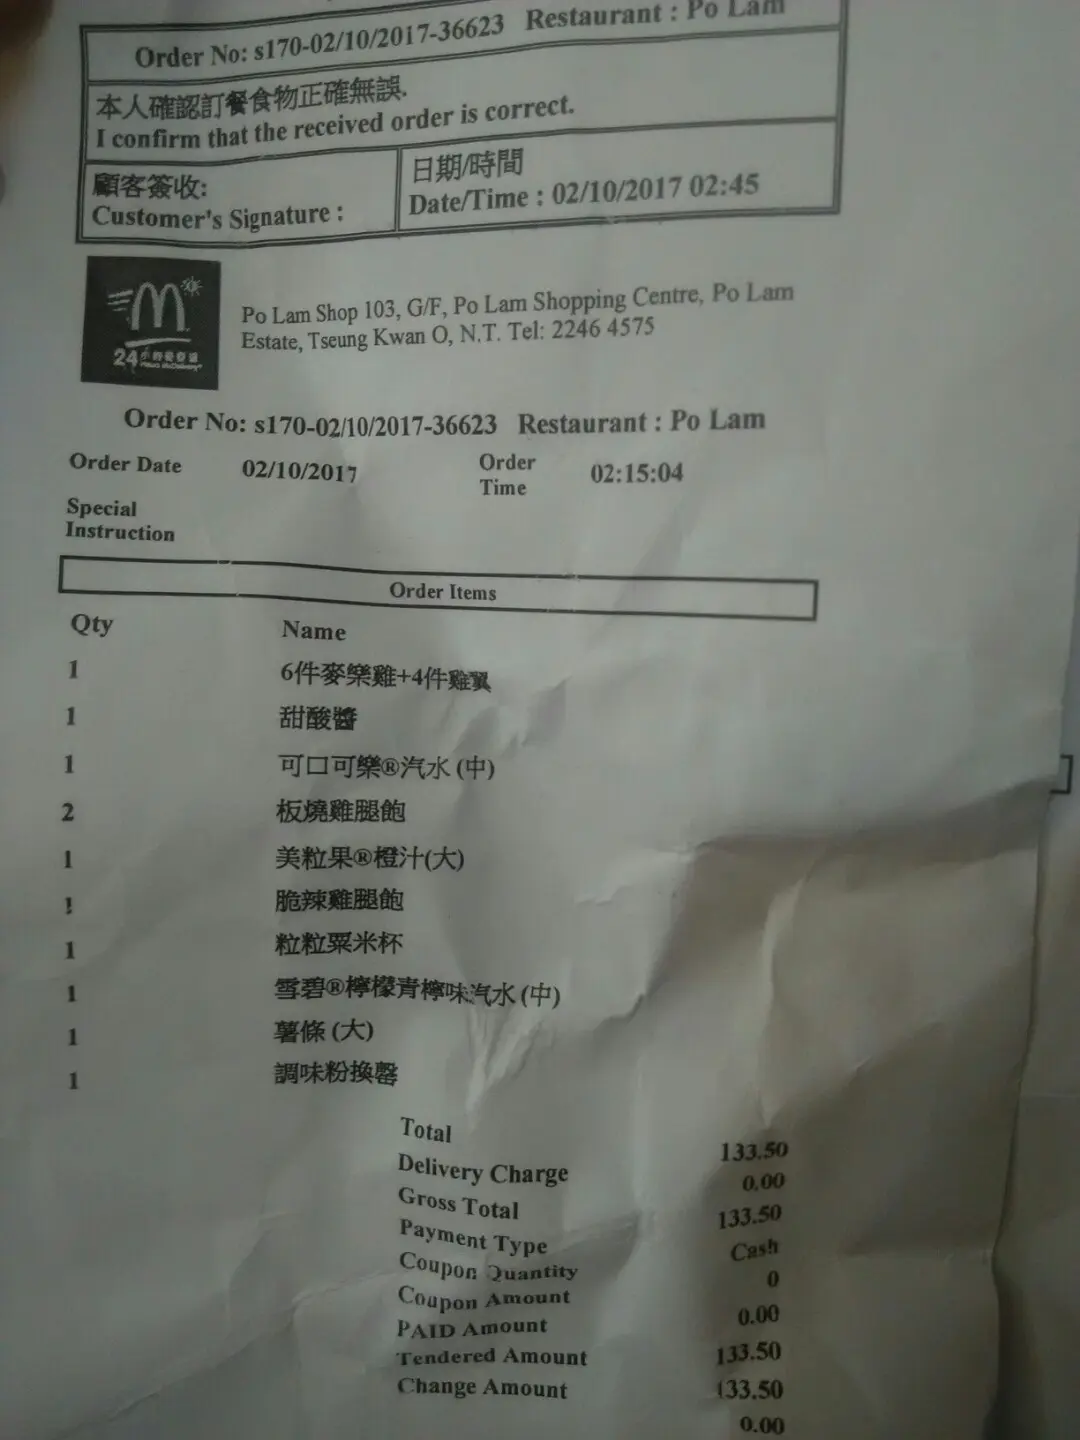 Order No: s170-02/10/2017-36623 Restaurant : Po Lam
本人確認訂餐食物正確無誤.
I confirm that the received order is correct.
顧客簽收:
Customer's Signature :
日期/時間
Date/Time : 02/10/2017 02:45
M
24
Po Lam Shop 103, G/F, Po Lam Shopping Centre, Po Lam
Estate, Tseung Kwan O, N.T. Tel: 2246 4575
Order No: s170-02/10/2017-36623 Restaurant : Po Lam
Order Date 02/10/2017 Order Time 02:15:04
Special
Instruction
Order Items
Qty Name
1 6件麥樂雞+4件雞翼
1 甜酸醬
1 可口可樂®汽水 (中)
2 板燒雞腿飽
1 美粒果®橙汁(大)
1 脆辣雞腿飽
1 粒粒粟米杯
1 雪碧®檸檬青檸味汽水 (中)
1 薯條 (大)
1 調味粉換罄
Total 133.50
Delivery Charge 0.00
Gross Total 133.50
Payment Type Cash
Coupon Quantity 0
Coupon Amount 0.00
PAID Amount 133.50
Tendered Amount 133.50
Change Amount 0.00